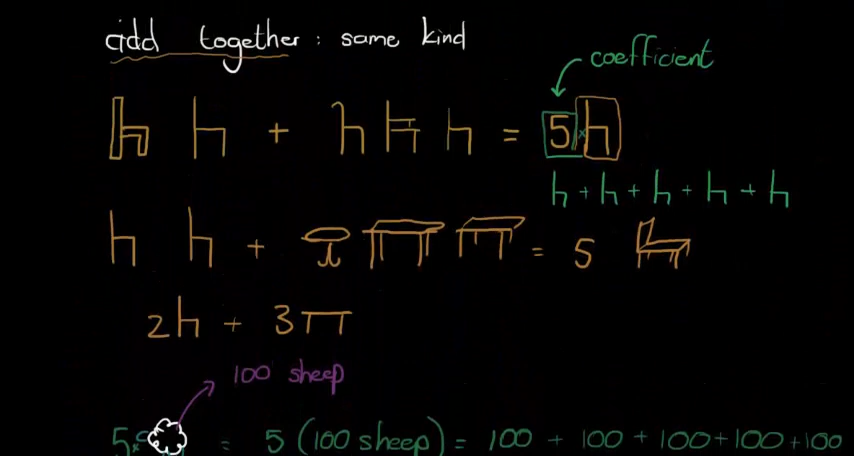 add together : same kind
coefficient
h h + h h h = 5 × h
h + h + h + h + h
h h + = 5
2h + 3π
100 sheep
5 × = 5 (100 sheep) = 100 + 100 + 100 + 100 + 100